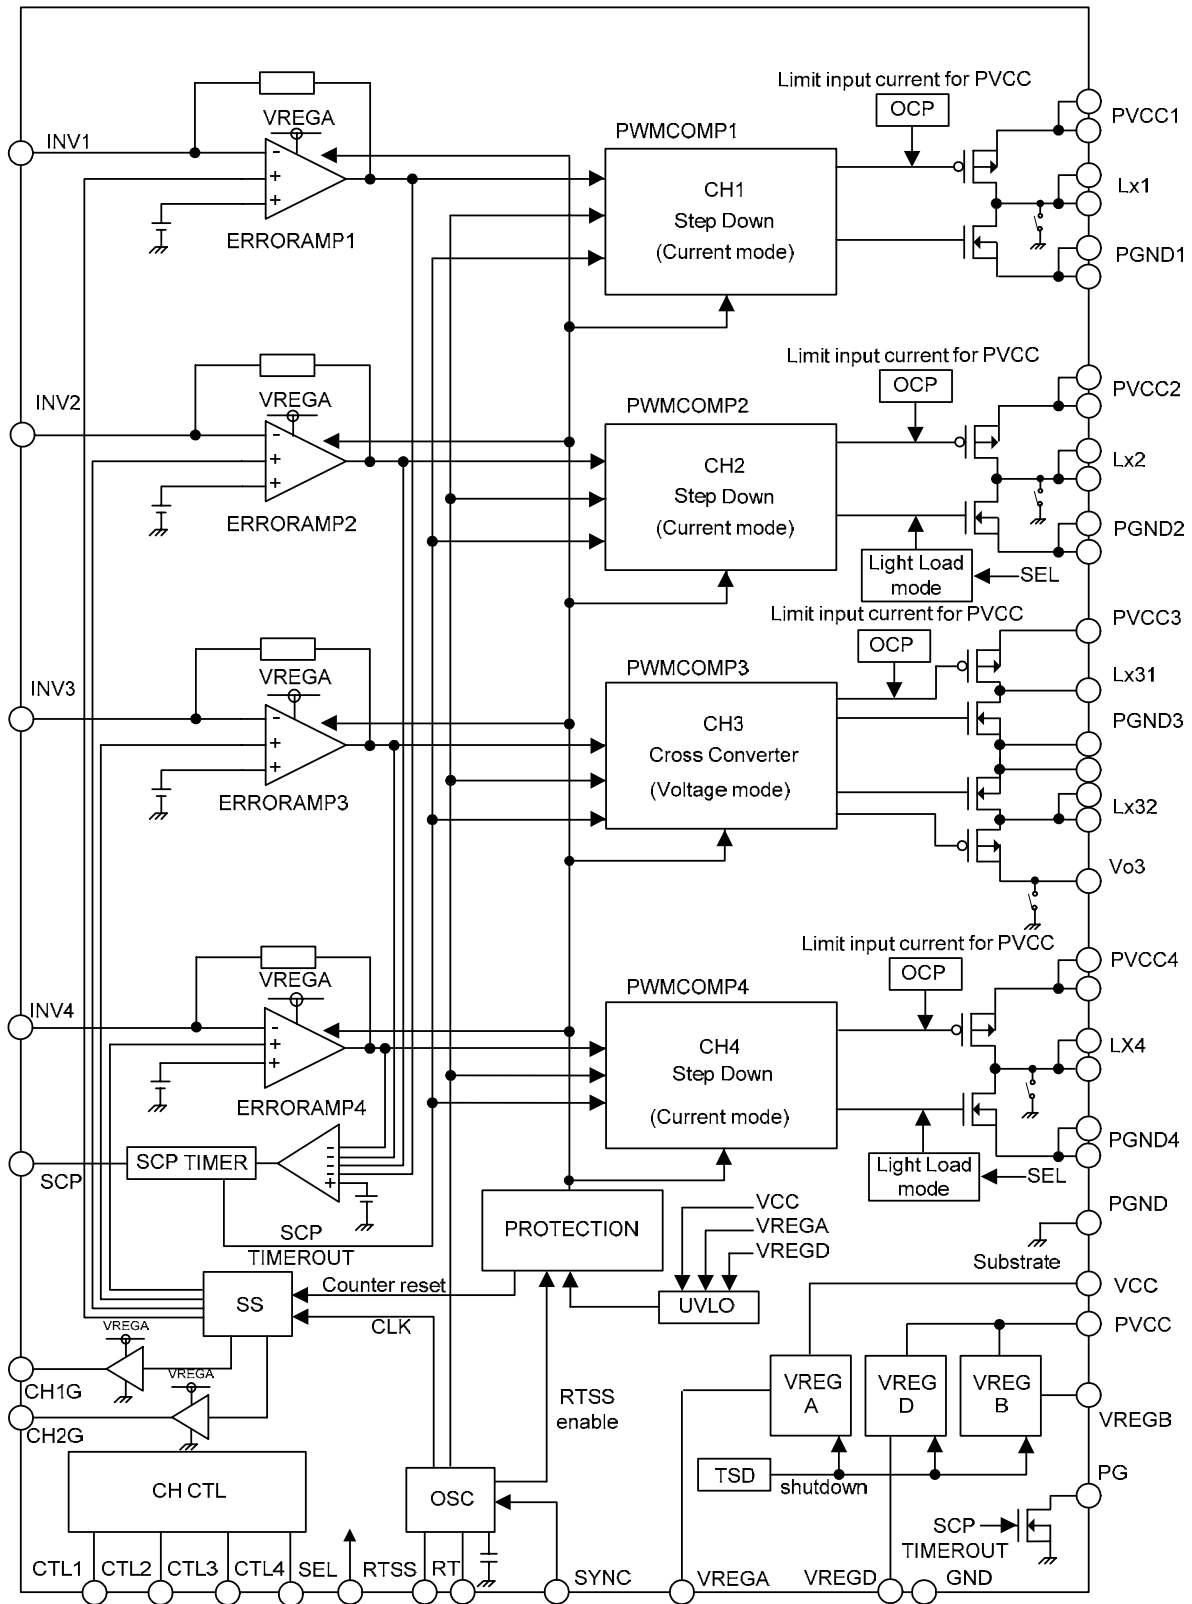 Limit input current for PVCC
OCP
PVCC1
VREGA
PWMCOMP1
INV1
-
+
+
CH1
Step Down
(Current mode)
Lx1
ERRORAMP1
PGND1
Limit input current for PVCC
OCP
PVCC2
VREGA
PWMCOMP2
INV2
-
+
+
CH2
Step Down
(Current mode)
Lx2
ERRORAMP2
PGND2
Light Load
mode
SEL
Limit input current for PVCC
OCP
PVCC3
VREGA
PWMCOMP3
INV3
-
+
+
CH3
Cross Converter
(Voltage mode)
Lx31
PGND3
ERRORAMP3
Lx32
Vo3
Limit input current for PVCC
OCP
PVCC4
VREGA
PWMCOMP4
INV4
-
+
+
CH4
Step Down
(Current mode)
LX4
ERRORAMP4
PGND4
Light Load
mode
SEL
SCP
SCP TIMER
-
-
-
-
+
SCP
TIMEROUT
PROTECTION
VCC
VREGA
VREGD
UVLO
PGND
Substrate
VCC
PVCC
SS
Counter reset
CLK
VREGA
CH1G
VREGA
CH2G
RTSS
enable
VREG
A
VREG
D
VREG
B
VREGB
TSD
shutdown
CH CTL
OSC
PG
SCP
TIMEROUT
CTL1
CTL2
CTL3
CTL4
SEL
RTSS
RT
SYNC
VREGA
VREGD
GND